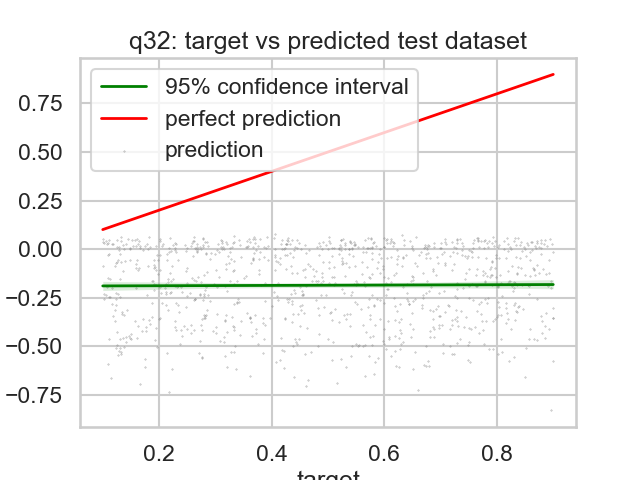 q32: target vs predicted test dataset
95% confidence interval
perfect prediction
prediction
0.75
0.50
0.25
0.00
−0.25
−0.50
−0.75
0.2 0.4 0.6 0.8
target